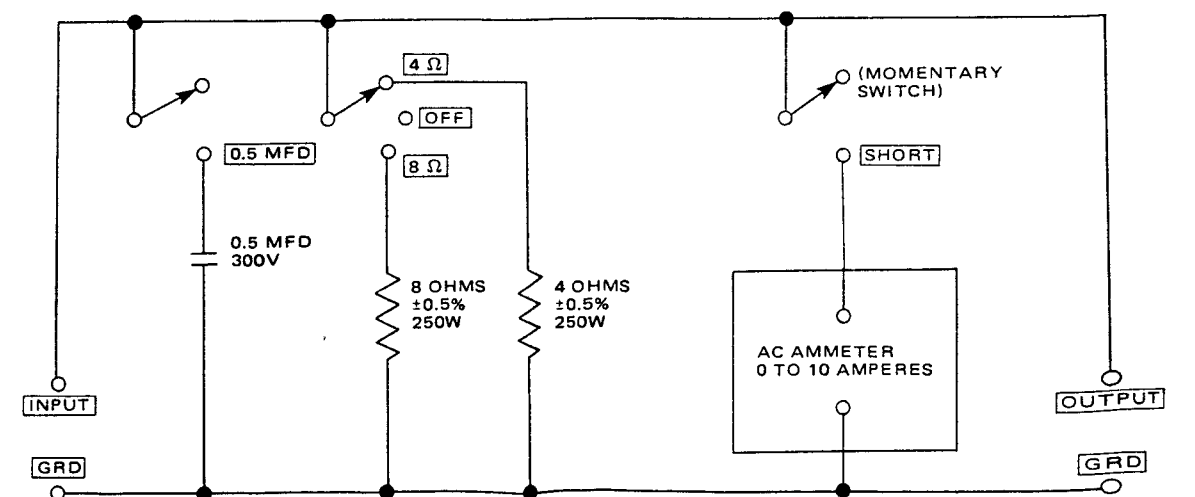 4 Ω
(MOMENTARY
SWITCH)
OFF
0.5 MFD
8 Ω
SHORT
0.5 MFD
300V
8 OHMS
±0.5%
250W
4 OHMS
±0.5%
250W
AC AMMETER
0 TO 10 AMPERES
INPUT
OUTPUT
GRD
GRD